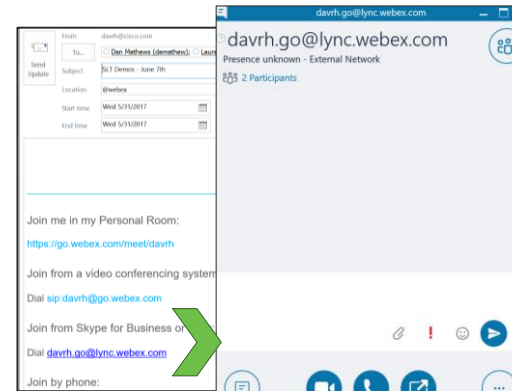 From davrh@cisco.com
To... Dan Mathews (demathew); Laun
Send Update
Subject SLT Demos - June 7th
Location @webex
Start time Wed 5/31/2017
End time Wed 5/31/2017
Join me in my Personal Room:
https://go.webex.com/meet/davrh
Join from a video conferencing system
Dial sip:davrh@go.webex.com
Join from Skype for Business or
Dial davrh.go@lync.webex.com
Join by phone:
davrh.go@lync.webex.com
davrh.go@lync.webex.com
Presence unknown - External Network
2 Participants